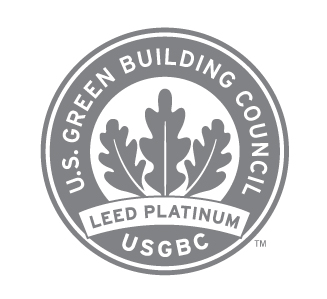 U.S. GREEN BUILDING COUNCIL
LEED PLATINUM
USGBC
TM